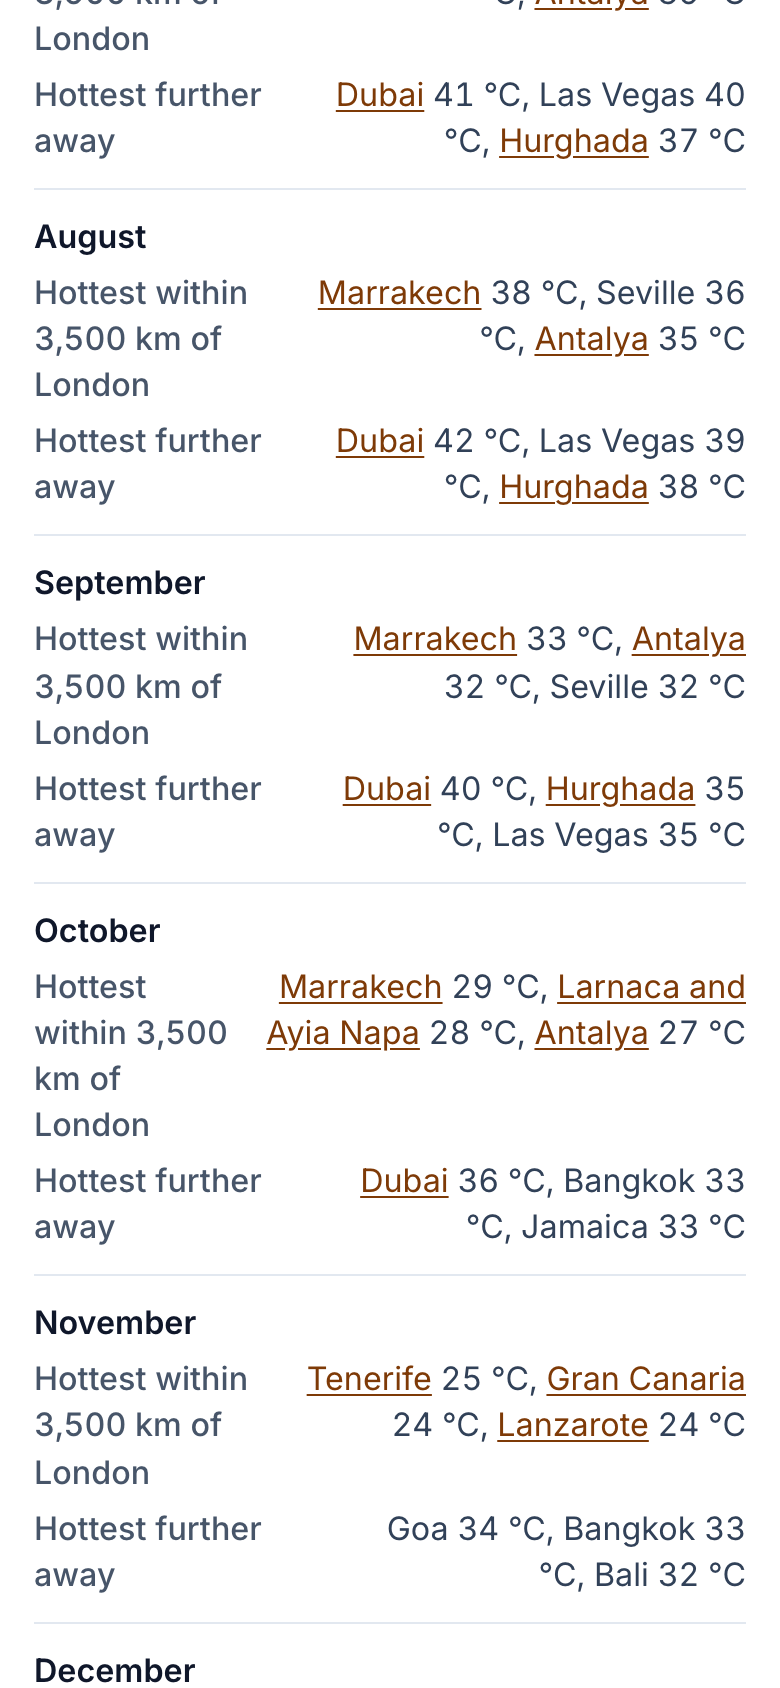 London
Hottest further away
Dubai 41 °C, Las Vegas 40 °C, Hurghada 37 °C
August
Hottest within 3,500 km of London
Marrakech 38 °C, Seville 36 °C, Antalya 35 °C
Hottest further away
Dubai 42 °C, Las Vegas 39 °C, Hurghada 38 °C
September
Hottest within 3,500 km of London
Marrakech 33 °C, Antalya 32 °C, Seville 32 °C
Hottest further away
Dubai 40 °C, Hurghada 35 °C, Las Vegas 35 °C
October
Hottest within 3,500 km of London
Marrakech 29 °C, Larnaca and Ayia Napa 28 °C, Antalya 27 °C
Hottest further away
Dubai 36 °C, Bangkok 33 °C, Jamaica 33 °C
November
Hottest within 3,500 km of London
Tenerife 25 °C, Gran Canaria 24 °C, Lanzarote 24 °C
Hottest further away
Goa 34 °C, Bangkok 33 °C, Bali 32 °C
December